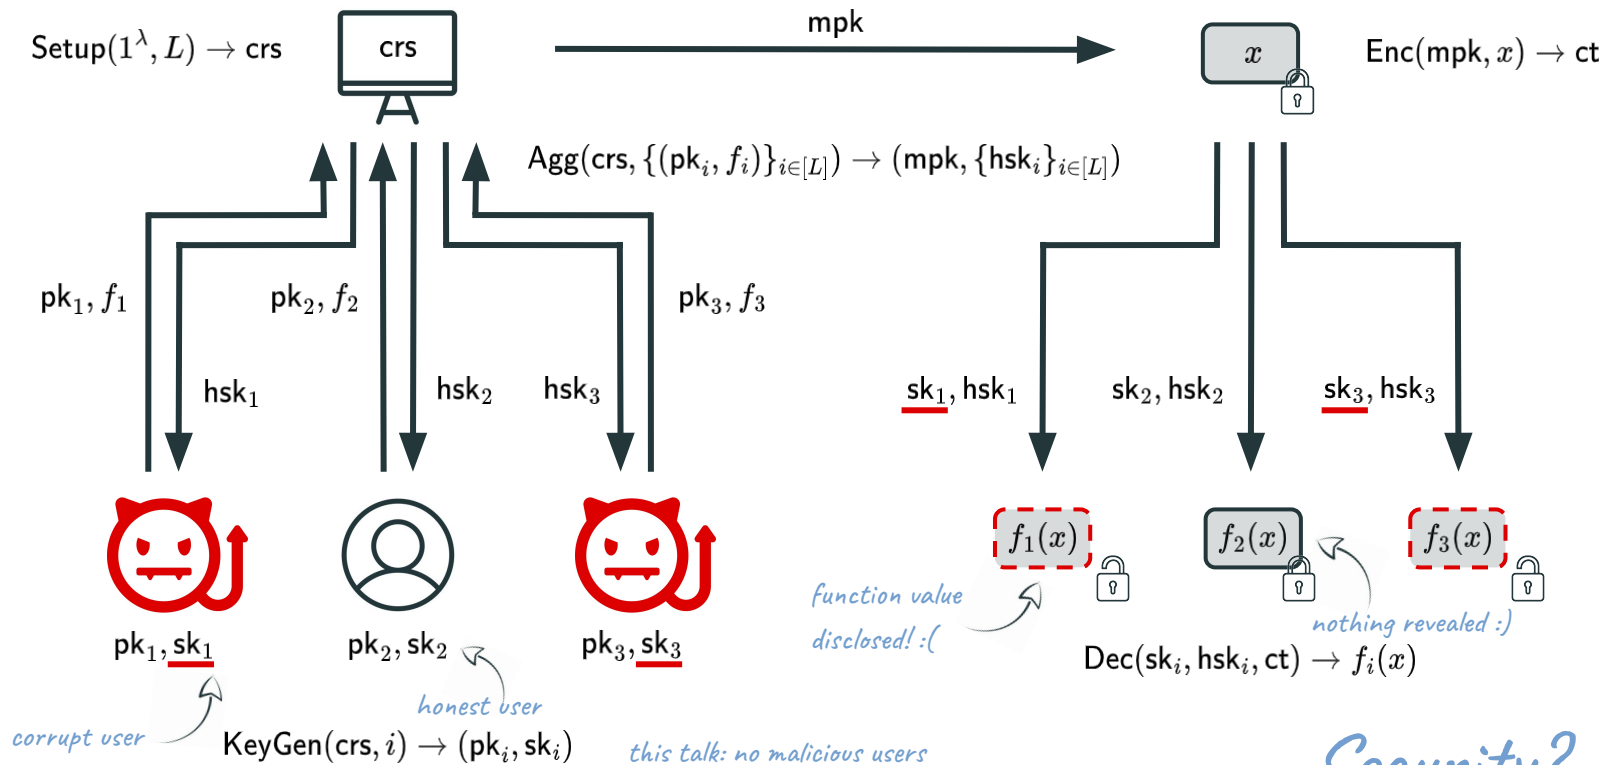 Setup(1^λ, L) → crs
crs
mpk
x
Enc(mpk, x) → ct
Agg(crs, {(pk_i, f_i)}_{i∈[L]}) → (mpk, {hsk_i}_{i∈[L]})
pk_1, f_1
pk_2, f_2
pk_3, f_3
hsk_1
hsk_2
hsk_3
sk_1, hsk_1
sk_2, hsk_2
sk_3, hsk_3
f_1(x)
f_2(x)
f_3(x)
function value
disclosed! :(
nothing revealed :)
pk_1, sk_1
pk_2, sk_2
pk_3, sk_3
Dec(sk_i, hsk_i, ct) → f_i(x)
honest user
corrupt user
KeyGen(crs, i) → (pk_i, sk_i)
this talk: no malicious users
Security?